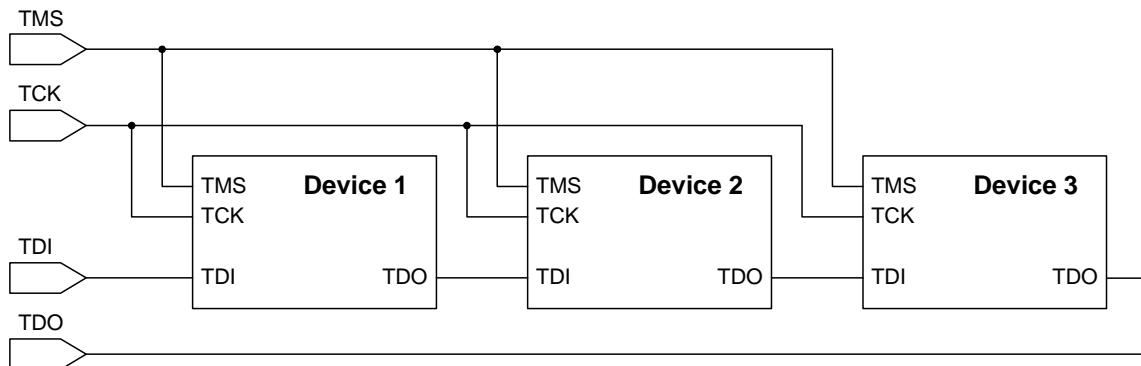 TMS
TCK
TMS Device 1
TCK
TDI TDO
TMS Device 2
TCK
TDI TDO
TMS Device 3
TCK
TDI TDO
TDI
TDO